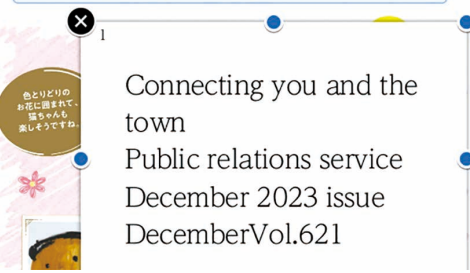 1
色とりどりの
お花に囲まれて、
猫ちゃんも
楽しそうですね。
Connecting you and the
town
Public relations service
December 2023 issue
DecemberVol.621